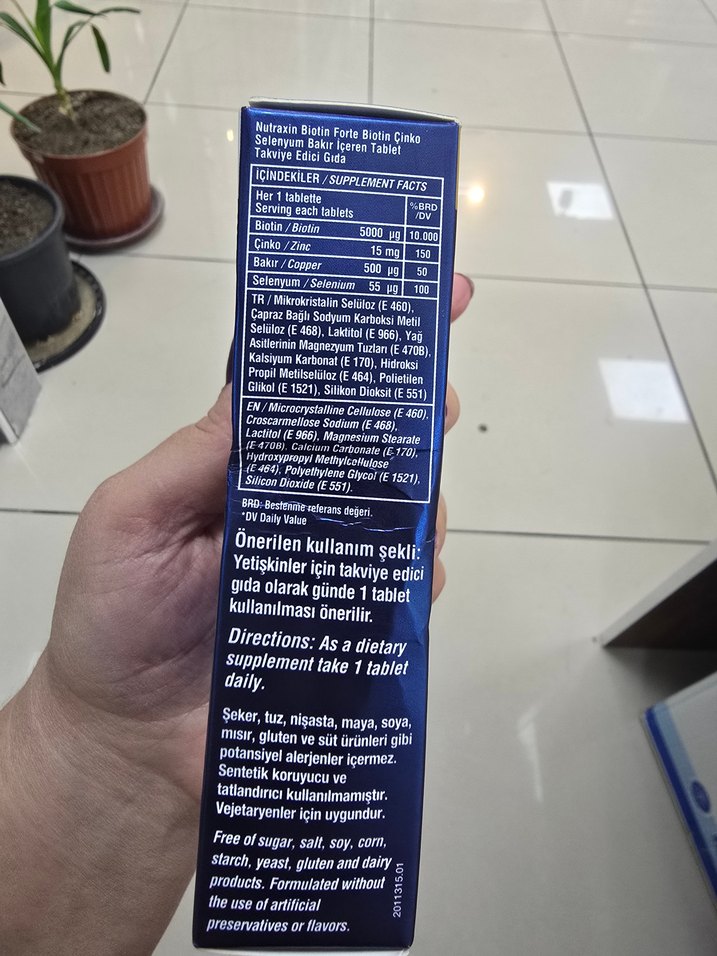 Nutraxin Biotin Forte Biotin Çinko
Selenyum Bakır İçeren Tablet
Takviye Edici Gıda
İÇİNDEKİLER / SUPPLEMENT FACTS
Her 1 tablette
Serving each tablets
%BRD
/DV
Biotin / Biotin 5000 µg 10.000
Çinko / Zinc 15 mg 150
Bakır / Copper 500 µg 50
Selenyum / Selenium 55 µg 100
TR / Mikrokristalin Selüloz (E 460),
Çapraz Bağlı Sodyum Karboksi Metil
Selüloz (E 468), Laktitol (E 966), Yağ
Asitlerinin Magnezyum Tuzları (E 470B),
Kalsiyum Karbonat (E 170), Hidroksi
Propil Metilselüloz (E 464), Polietilen
Glikol (E 1521), Silikon Dioksit (E 551)
EN / Microcrystalline Cellulose (E 460),
Croscarmellose Sodium (E 468),
Lactitol (E 966), Magnesium Stearate
(E 470B), Calcium Carbonate (E 170),
Hydroxypropyl Methylcellulose
(E 464), Polyethylene Glycol (E 1521),
Silicon Dioxide (E 551).
BRD: Beslenme referans değeri.
*DV Daily Value
Önerilen kullanım şekli:
Yetişkinler için takviye edici
gıda olarak günde 1 tablet
kullanılması önerilir.
Directions: As a dietary
supplement take 1 tablet
daily.
Şeker, tuz, nişasta, maya, soya,
mısır, gluten ve süt ürünleri gibi
potansiyel alerjenler içermez.
Sentetik koruyucu ve
tatlandırıcı kullanılmamıştır.
Vejetaryenler için uygundur.
Free of sugar, salt, soy, corn,
starch, yeast, gluten and dairy
products. Formulated without
the use of artificial
preservatives or flavors.
2011315.01